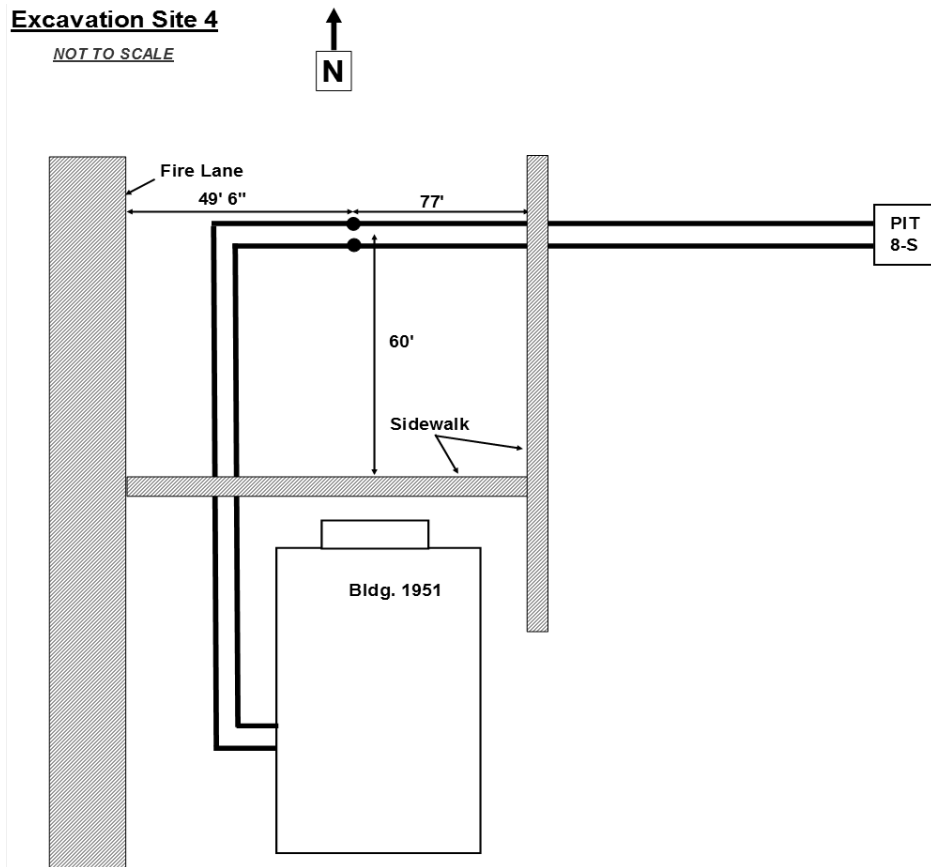 Excavation Site 4
NOT TO SCALE
N
Fire Lane
49' 6"
77'
PIT
8-S
60'
Sidewalk
Bldg. 1951